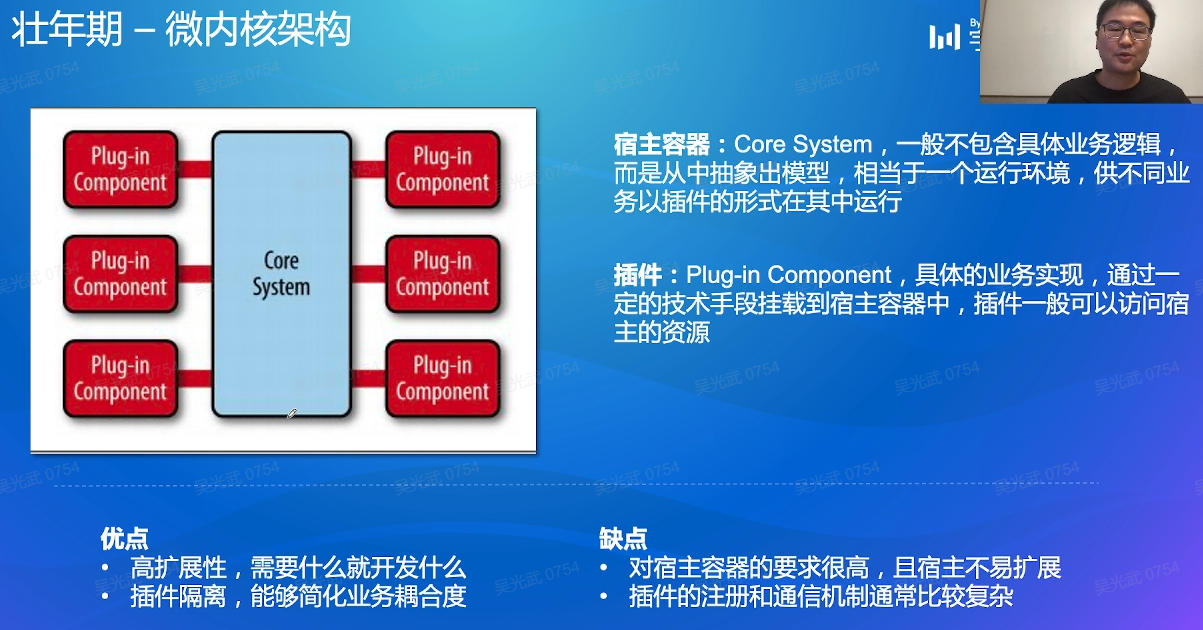 壮年期 – 微内核架构
By
Plug-in
Component
Plug-in
Component
Plug-in
Component
Core
System
Plug-in
Component
Plug-in
Component
Plug-in
Component
宿主容器：Core System，一般不包含具体业务逻辑，
而是从中抽象出模型，相当于一个运行环境，供不同业
务以插件的形式在其中运行
插件：Plug-in Component，具体的业务实现，通过一
定的技术手段挂载到宿主容器中，插件一般可以访问宿
主的资源
优点
• 高扩展性，需要什么就开发什么
• 插件隔离，能够简化业务耦合度
缺点
• 对宿主容器的要求很高，且宿主不易扩展
• 插件的注册和通信机制通常比较复杂
吴光武 0754